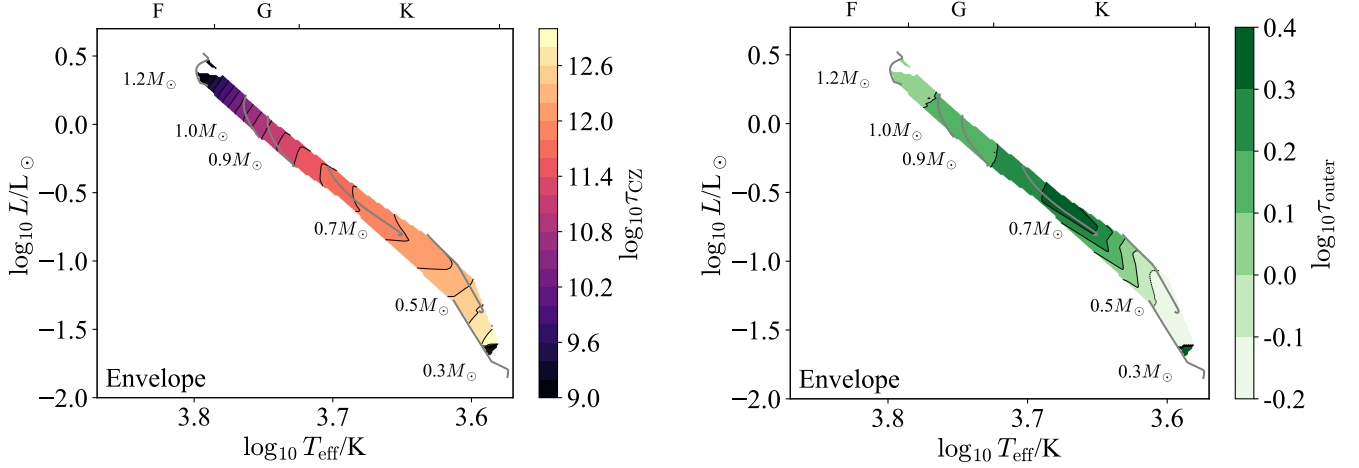 F G K
0.5
0.0
−0.5
−1.0
−1.5
−2.0
log₁₀ L/L⊙
1.2M⊙
1.0M⊙
0.9M⊙
0.7M⊙
0.5M⊙
0.3M⊙
Envelope
3.8 3.7 3.6
log₁₀ T_eff/K
12.6
12.0
11.4
10.8
10.2
9.6
9.0
log₁₀ τ_CZ
F G K
0.5
0.0
−0.5
−1.0
−1.5
−2.0
log₁₀ L/L⊙
1.2M⊙
1.0M⊙
0.9M⊙
0.7M⊙
0.5M⊙
0.3M⊙
Envelope
3.8 3.7 3.6
log₁₀ T_eff/K
0.4
0.3
0.2
0.1
0.0
-0.1
-0.2
log₁₀ τ_outer